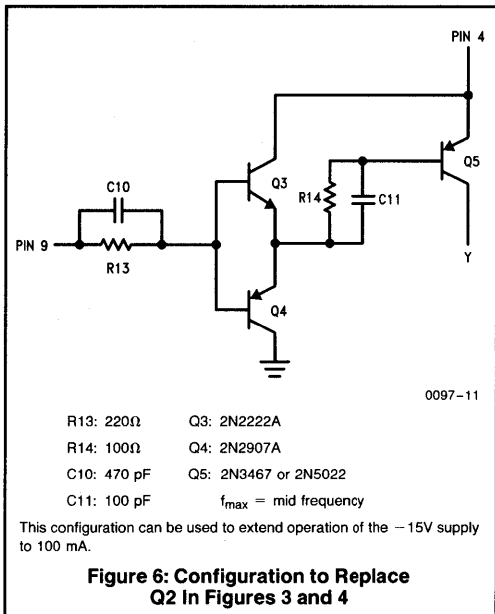 PIN 4
Q5
C10
Q3
R14
C11
PIN 9
R13
Y
Q4
0097-11
R13: 220Ω Q3: 2N2222A
R14: 100Ω Q4: 2N2907A
C10: 470 pF Q5: 2N3467 or 2N5022
C11: 100 pF fmax = mid frequency
This configuration can be used to extend operation of the −15V supply
to 100 mA.
Figure 6: Configuration to Replace
Q2 In Figures 3 and 4